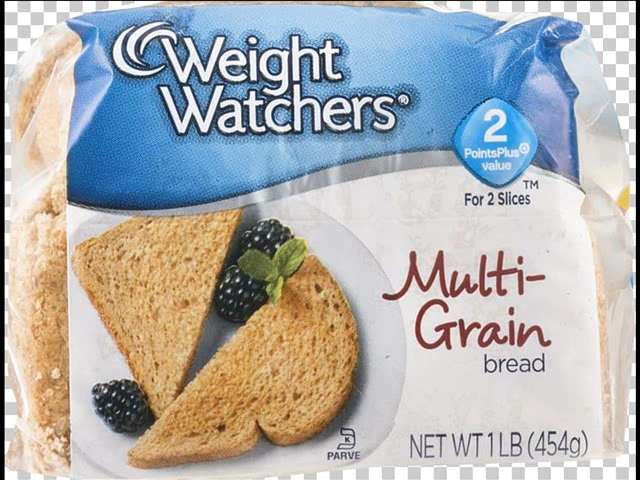 Weight
Watchers®
2
PointsPlus
value
TM
For 2 Slices
Multi-
Grain
bread
K
PARVE
NET WT 1 LB (454g)